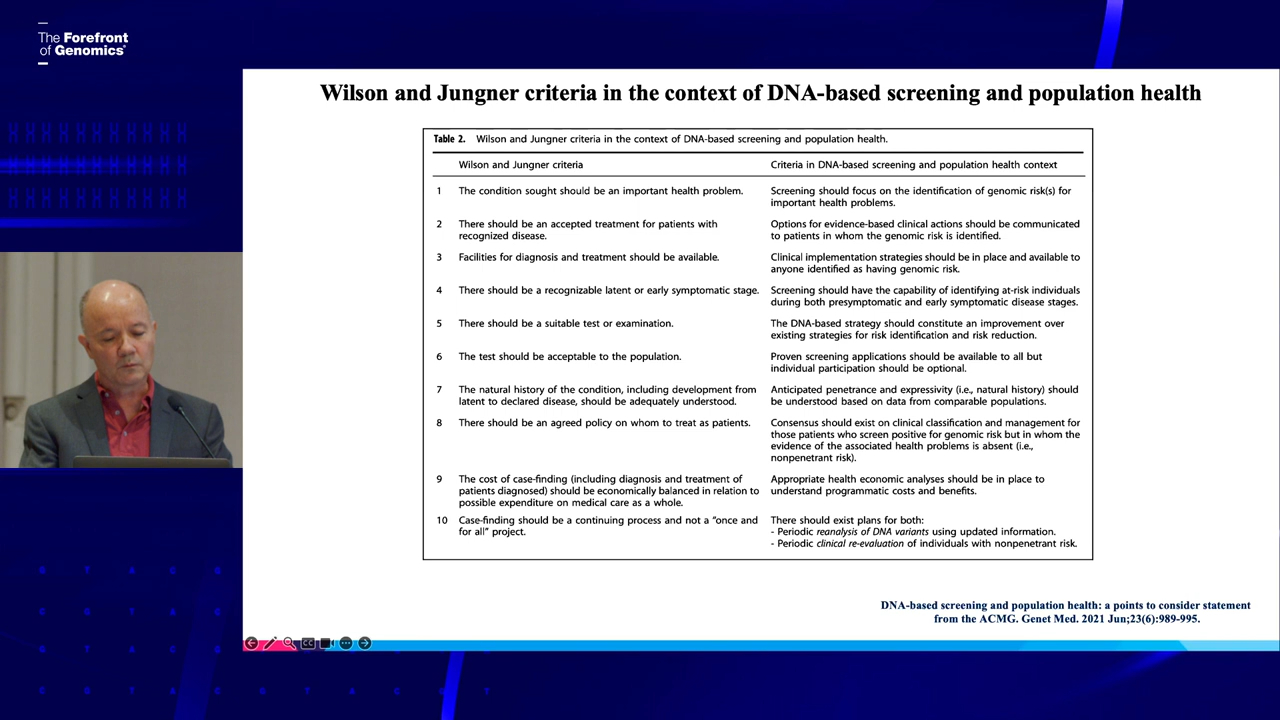 The Forefront
of Genomics®
Wilson and Jungner criteria in the context of DNA-based screening and population health
Table 2. Wilson and Jungner criteria in the context of DNA-based screening and population health.
Wilson and Jungner criteria
Criteria in DNA-based screening and population health context
1 The condition sought should be an important health problem.
Screening should focus on the identification of genomic risk(s) for
important health problems.
2 There should be an accepted treatment for patients with
recognized disease.
Options for evidence-based clinical actions should be communicated
to patients in whom the genomic risk is identified.
3 Facilities for diagnosis and treatment should be available.
Clinical implementation strategies should be in place and available to
anyone identified as having genomic risk.
4 There should be a recognizable latent or early symptomatic stage.
Screening should have the capability of identifying at-risk individuals
during both presymptomatic and early symptomatic disease stages.
5 There should be a suitable test or examination.
The DNA-based strategy should constitute an improvement over
existing strategies for risk identification and risk reduction.
6 The test should be acceptable to the population.
Proven screening applications should be available to all but
individual participation should be optional.
7 The natural history of the condition, including development from
latent to declared disease, should be adequately understood.
Anticipated penetrance and expressivity (i.e., natural history) should
be understood based on data from comparable populations.
8 There should be an agreed policy on whom to treat as patients.
Consensus should exist on clinical classification and management for
those patients who screen positive for genomic risk but in whom the
evidence of the associated health problems is absent (i.e.,
nonpenetrant risk).
9 The cost of case-finding (including diagnosis and treatment of
patients diagnosed) should be economically balanced in relation to
possible expenditure on medical care as a whole.
Appropriate health economic analyses should be in place to
understand programmatic costs and benefits.
10 Case-finding should be a continuing process and not a "once and
for all" project.
There should exist plans for both:
- Periodic reanalysis of DNA variants using updated information.
- Periodic clinical re-evaluation of individuals with nonpenetrant risk.
DNA-based screening and population health: a points to consider statement
from the ACMG. Genet Med. 2021 Jun;23(6):989-995.